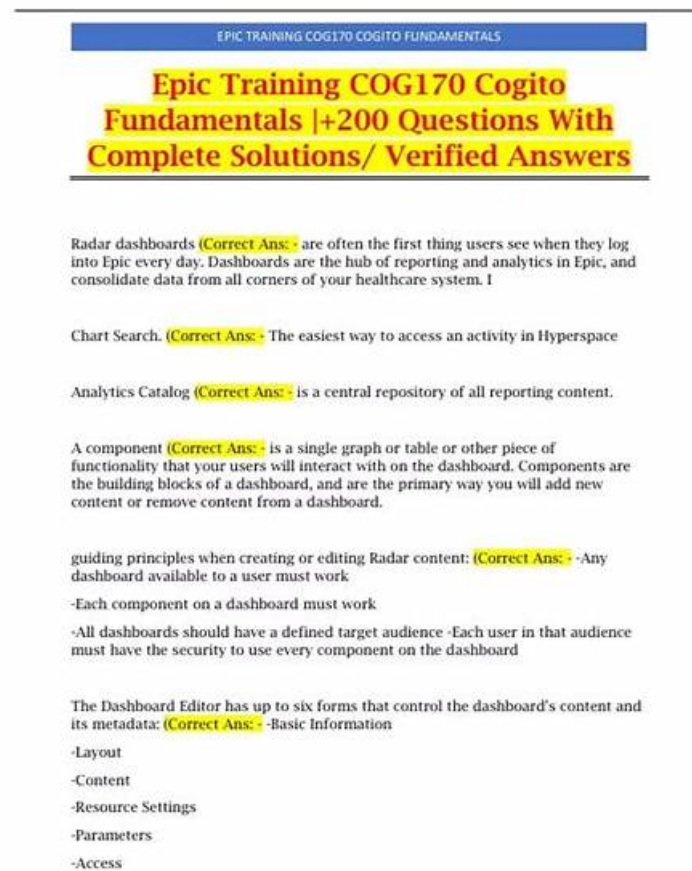 EPIC TRAINING COG170 COGITO FUNDAMENTALS
Epic Training COG170 Cogito
Fundamentals |+200 Questions With
Complete Solutions/ Verified Answers
Radar dashboards (Correct Ans: - are often the first thing users see when they log
into Epic every day. Dashboards are the hub of reporting and analytics in Epic, and
consolidate data from all corners of your healthcare system. I
Chart Search. (Correct Ans: - The easiest way to access an activity in Hyperspace
Analytics Catalog (Correct Ans: - is a central repository of all reporting content.
A component (Correct Ans: - is a single graph or table or other piece of
functionality that your users will interact with on the dashboard. Components are
the building blocks of a dashboard, and are the primary way you will add new
content or remove content from a dashboard.
guiding principles when creating or editing Radar content: (Correct Ans: - -Any
dashboard available to a user must work
-Each component on a dashboard must work
-All dashboards should have a defined target audience -Each user in that audience
must have the security to use every component on the dashboard
The Dashboard Editor has up to six forms that control the dashboard's content and
its metadata: (Correct Ans: - -Basic Information
-Layout
-Content
-Resource Settings
-Parameters
-Access